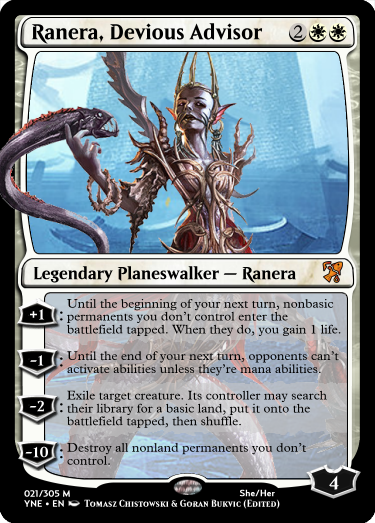 Ranera, Devious Advisor 2
Legendary Planeswalker — Ranera
+1: Until the beginning of your next turn, nonbasic
permanents you don't control enter the
battlefield tapped. When they do, you gain 1 life.
-1: Until the end of your next turn, opponents can't
activate abilities unless they're mana abilities.
-2: Exile target creature. Its controller may search
their library for a basic land, put it onto the
battlefield tapped, then shuffle.
-10: Destroy all nonland permanents you don't
control.
4
021/305 M She/Her
YNE • EN Tomasz Chistowski & Goran Bukvic (Edited)